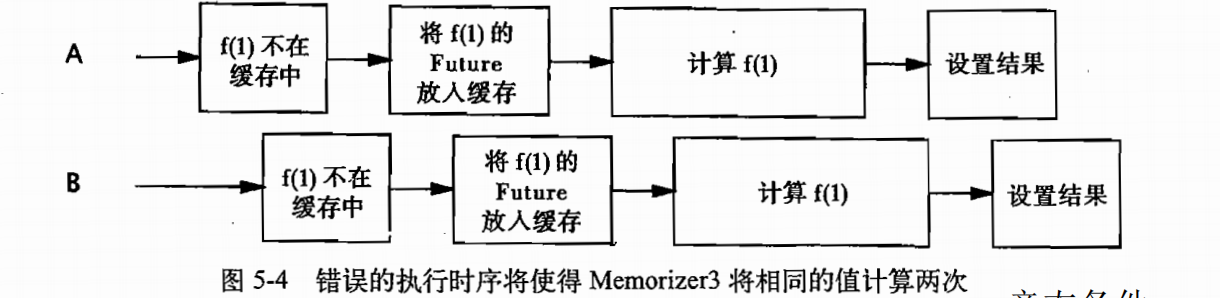 A
f(1) 不在
缓存中
将 f(1) 的
Future
放入缓存
计算 f(1)
设置结果
B
f(1) 不在
缓存中
将 f(1) 的
Future
放入缓存
计算 f(1)
设置结果
图 5-4 错误的执行时序将使得 Memorizer3 将相同的值计算两次